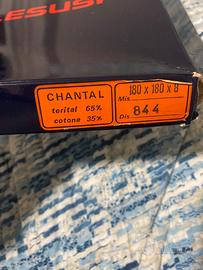 CHANTAL
terital 65%
cotone 35%
180 x 180 x 8
Mis.
844
Dis.